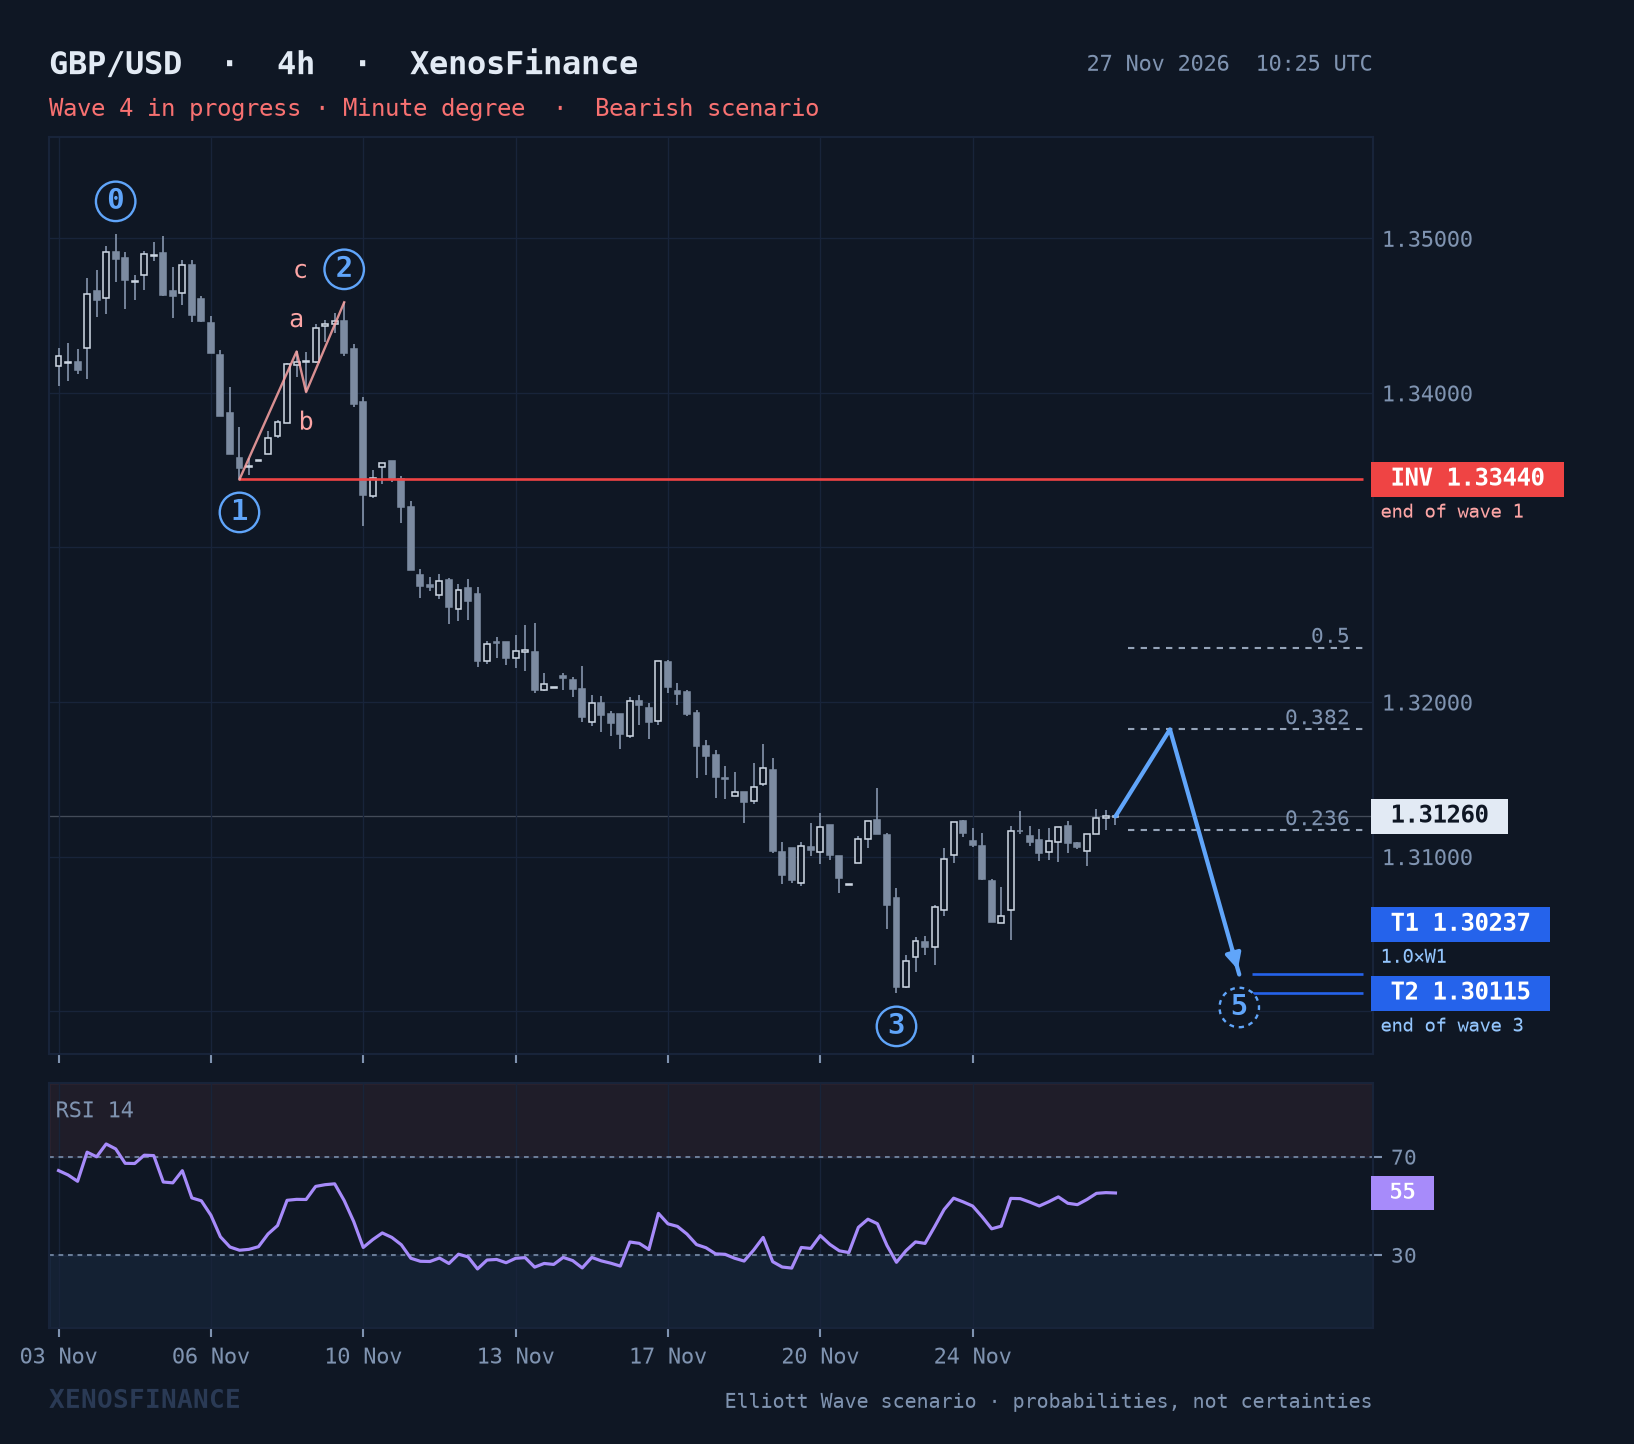 GBP/USD · 4h · XenosFinance
27 Nov 2026 10:25 UTC
Wave 4 in progress · Minute degree · Bearish scenario
0
1.35000
c
2
a
1.34000
b
INV 1.33440
1
end of wave 1
0.5
1.32000
0.382
0.236
1.31260
1.31000
T1 1.30237
1.0×W1
T2 1.30115
5
3
end of wave 3
RSI 14
70
55
30
03 Nov
06 Nov
10 Nov
13 Nov
17 Nov
20 Nov
24 Nov
XENOSFINANCE
Elliott Wave scenario · probabilities, not certainties